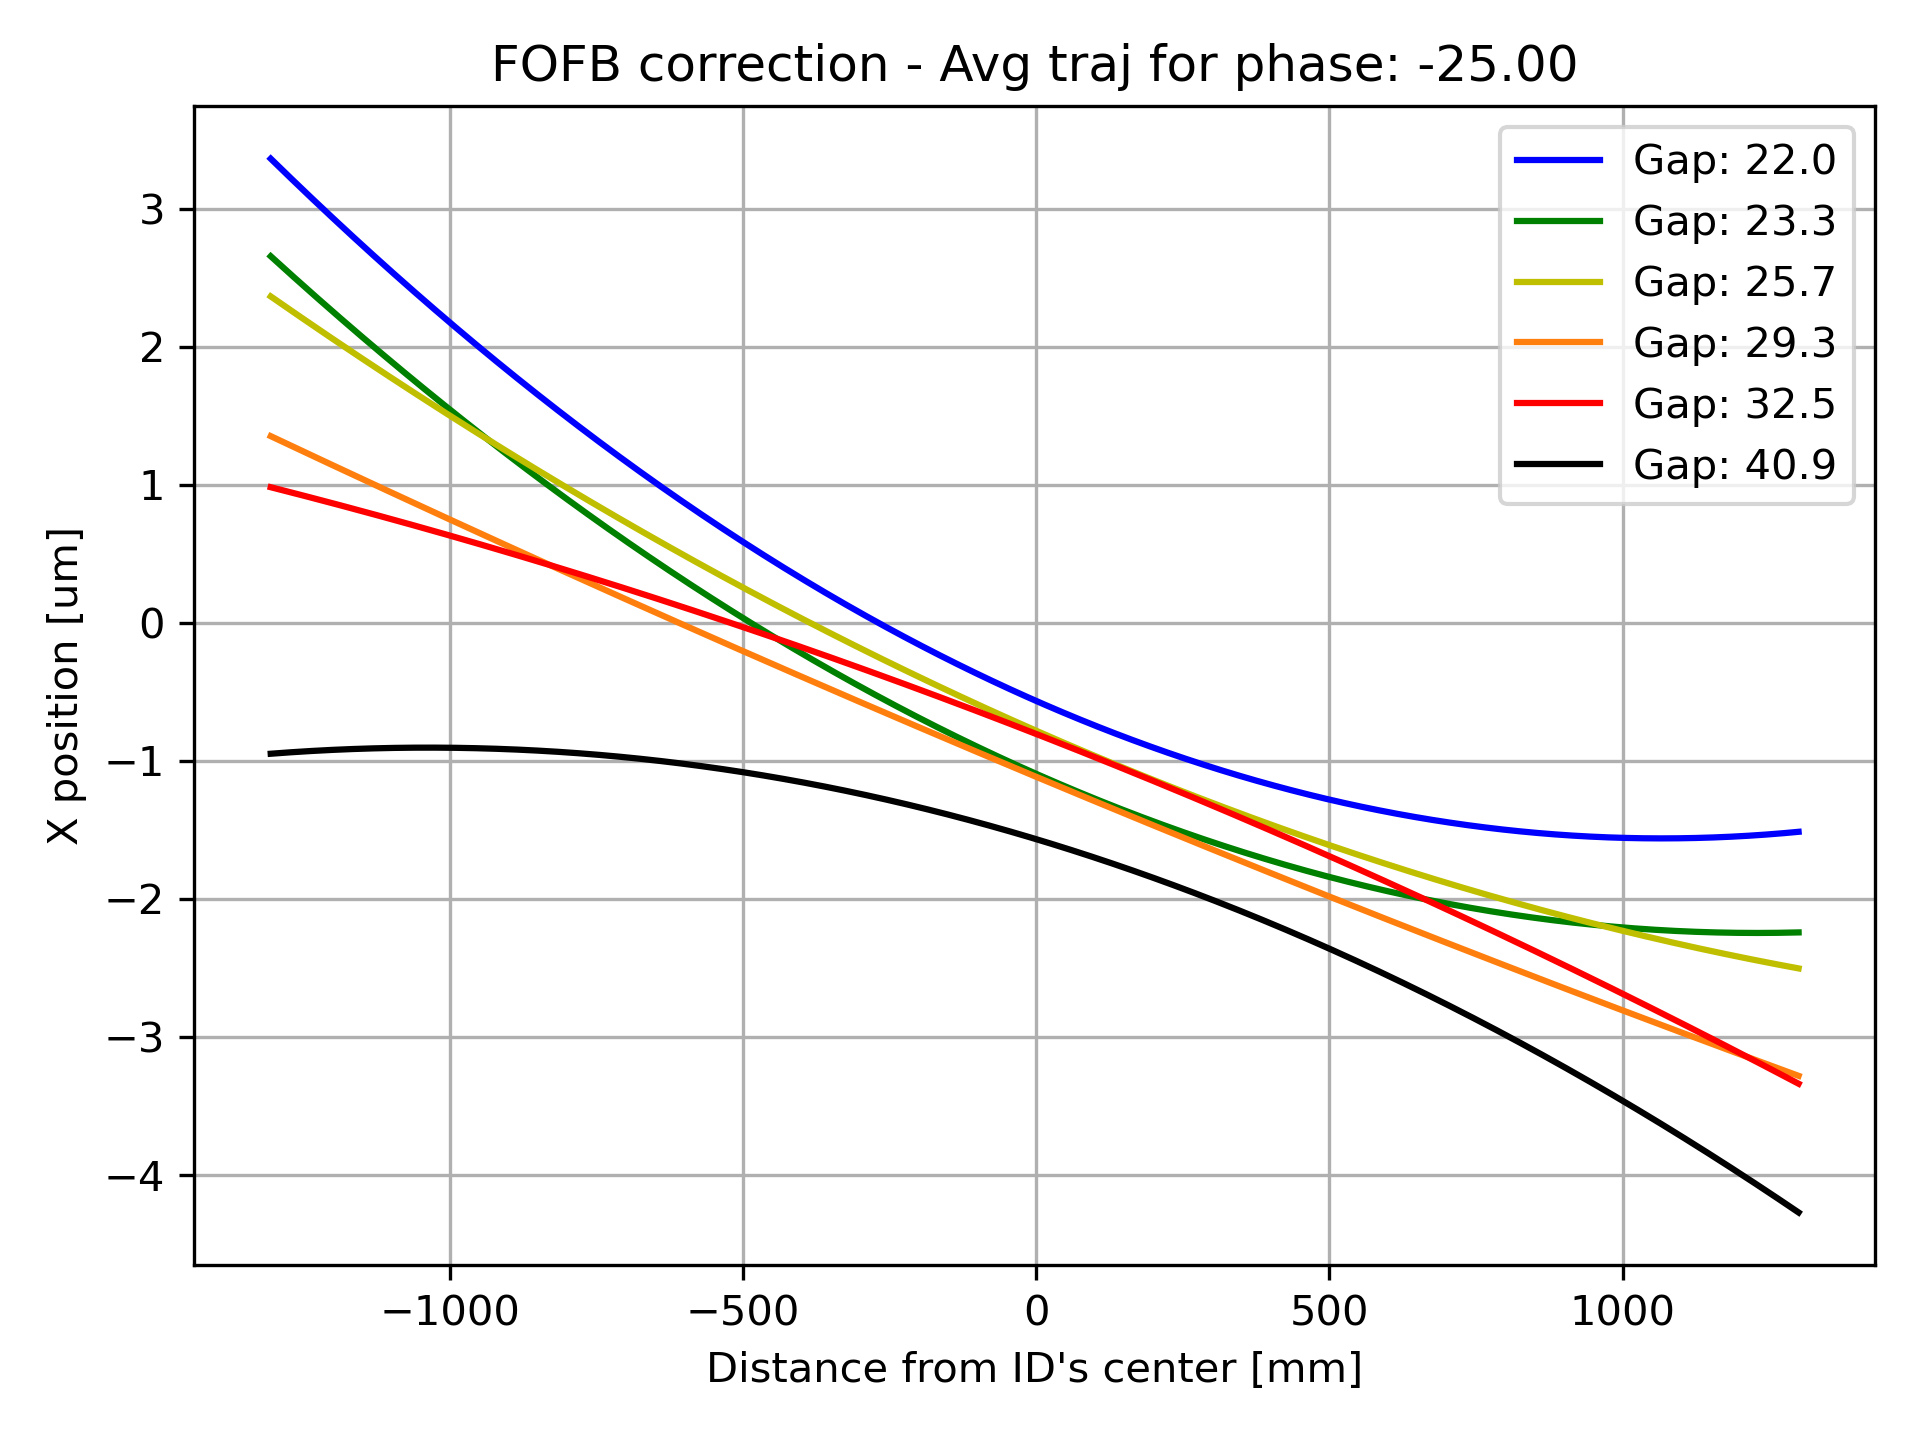 FOFB correction - Avg traj for phase: -25.00
Gap: 22.0
Gap: 23.3
Gap: 25.7
Gap: 29.3
Gap: 32.5
Gap: 40.9
X position [um]
3
2
1
0
−1
−2
−3
−4
−1000 −500 0 500 1000
Distance from ID's center [mm]